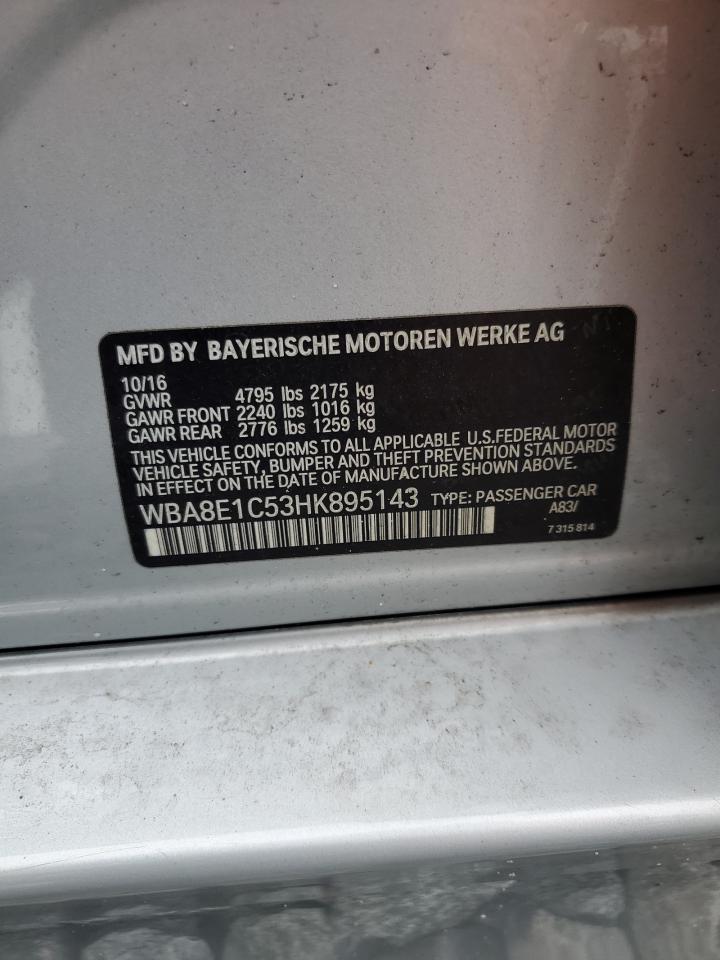 MFD BY BAYERISCHE MOTOREN WERKE AG
10/16
GVWR 4795 lbs 2175 kg
GAWR FRONT 2240 lbs 1016 kg
GAWR REAR 2776 lbs 1259 kg
THIS VEHICLE CONFORMS TO ALL APPLICABLE U.S.FEDERAL MOTOR
VEHICLE SAFETY, BUMPER AND THEFT PREVENTION STANDARDS
IN EFFECT ON THE DATE OF MANUFACTURE SHOWN ABOVE.
WBA8E1C53HK895143 TYPE: PASSENGER CAR
A83/
7 315 814